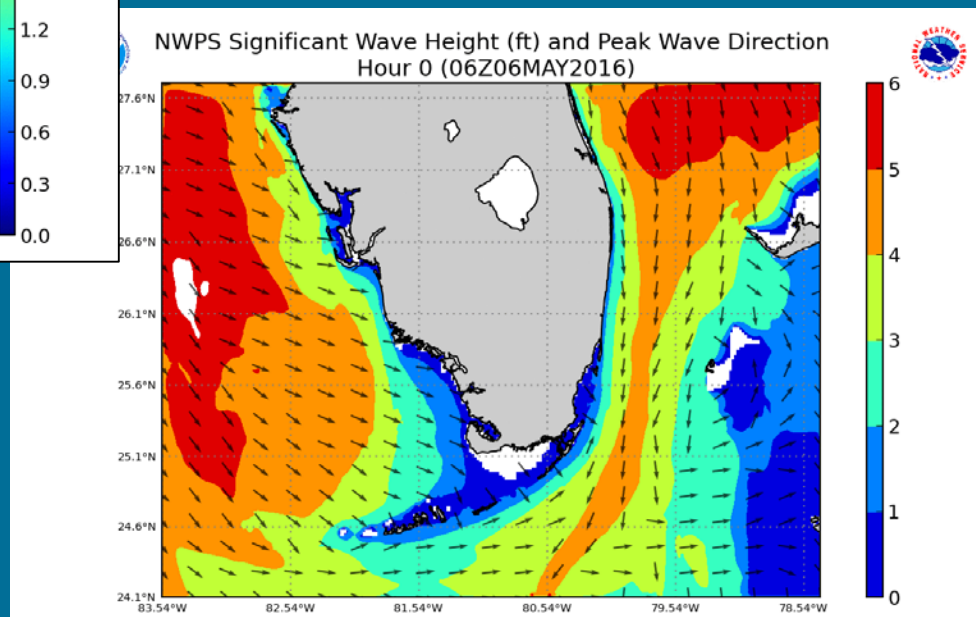 1.2
0.9
0.6
0.3
0.0
NWPS Significant Wave Height (ft) and Peak Wave Direction
Hour 0 (06Z06MAY2016)
NATIONAL WEATHER SERVICE
27.6°N
27.1°N
26.6°N
26.1°N
25.6°N
25.1°N
24.6°N
24.1°N
83.54°W
82.54°W
81.54°W
80.54°W
79.54°W
78.54°W
6
5
4
3
2
1
0